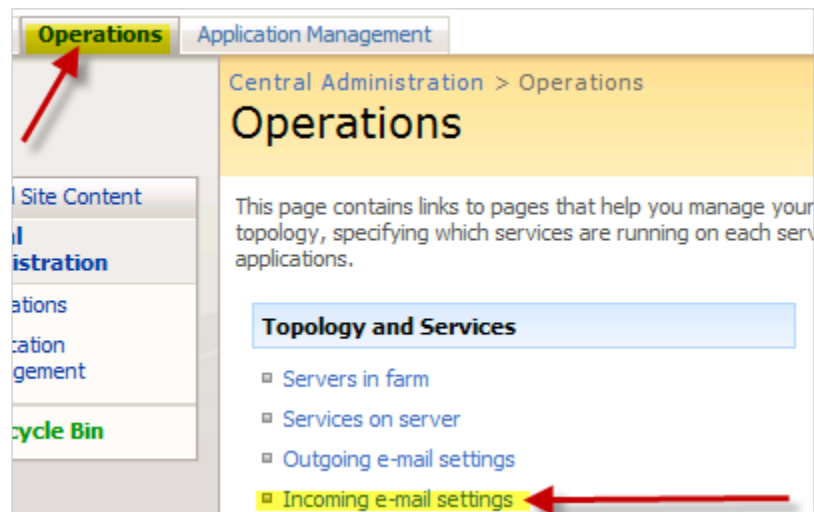 Operations
Application Management
Central Administration > Operations
Operations
Site Content
istration
ations
cation
gement
cycle Bin
This page contains links to pages that help you manage your
topology, specifying which services are running on each serv
applications.
Topology and Services
Servers in farm
Services on server
Outgoing e-mail settings
Incoming e-mail settings